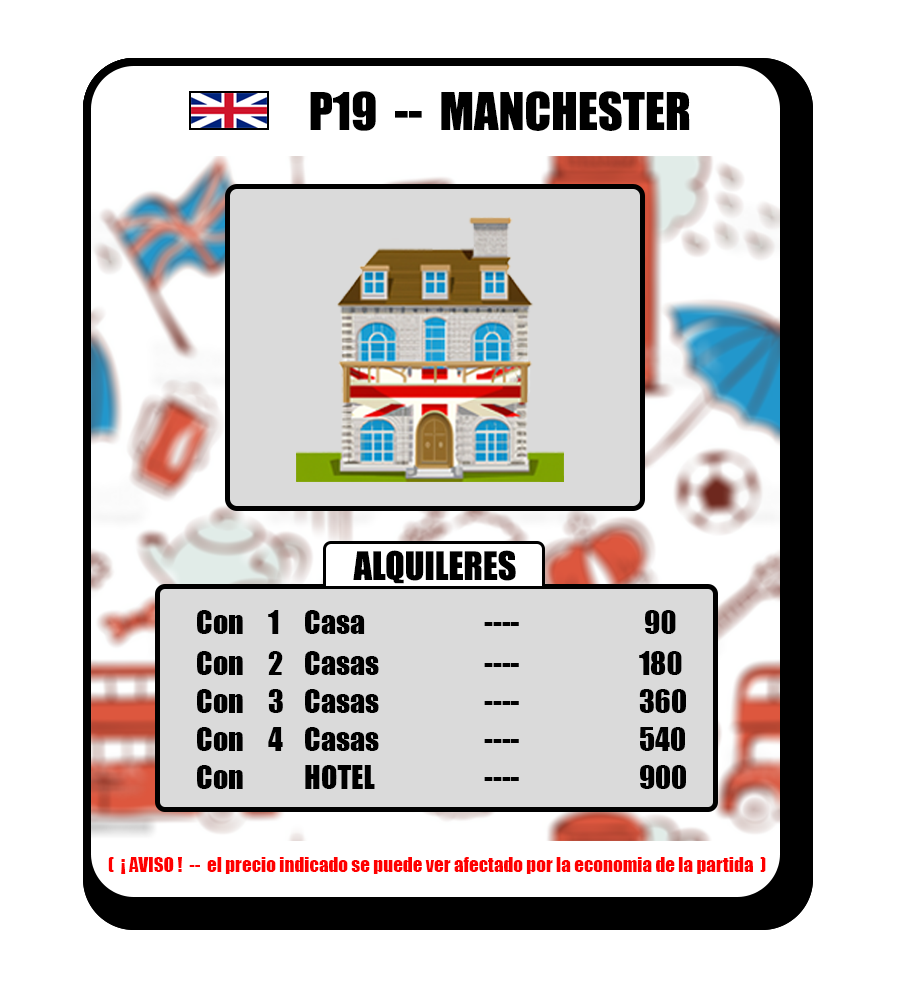 P19 -- MANCHESTER
ALQUILERES
Con 1 Casa ---- 90
Con 2 Casas ---- 180
Con 3 Casas ---- 360
Con 4 Casas ---- 540
Con HOTEL ---- 900
( ¡ AVISO ! -- el precio indicado se puede ver afectado por la economia de la partida )